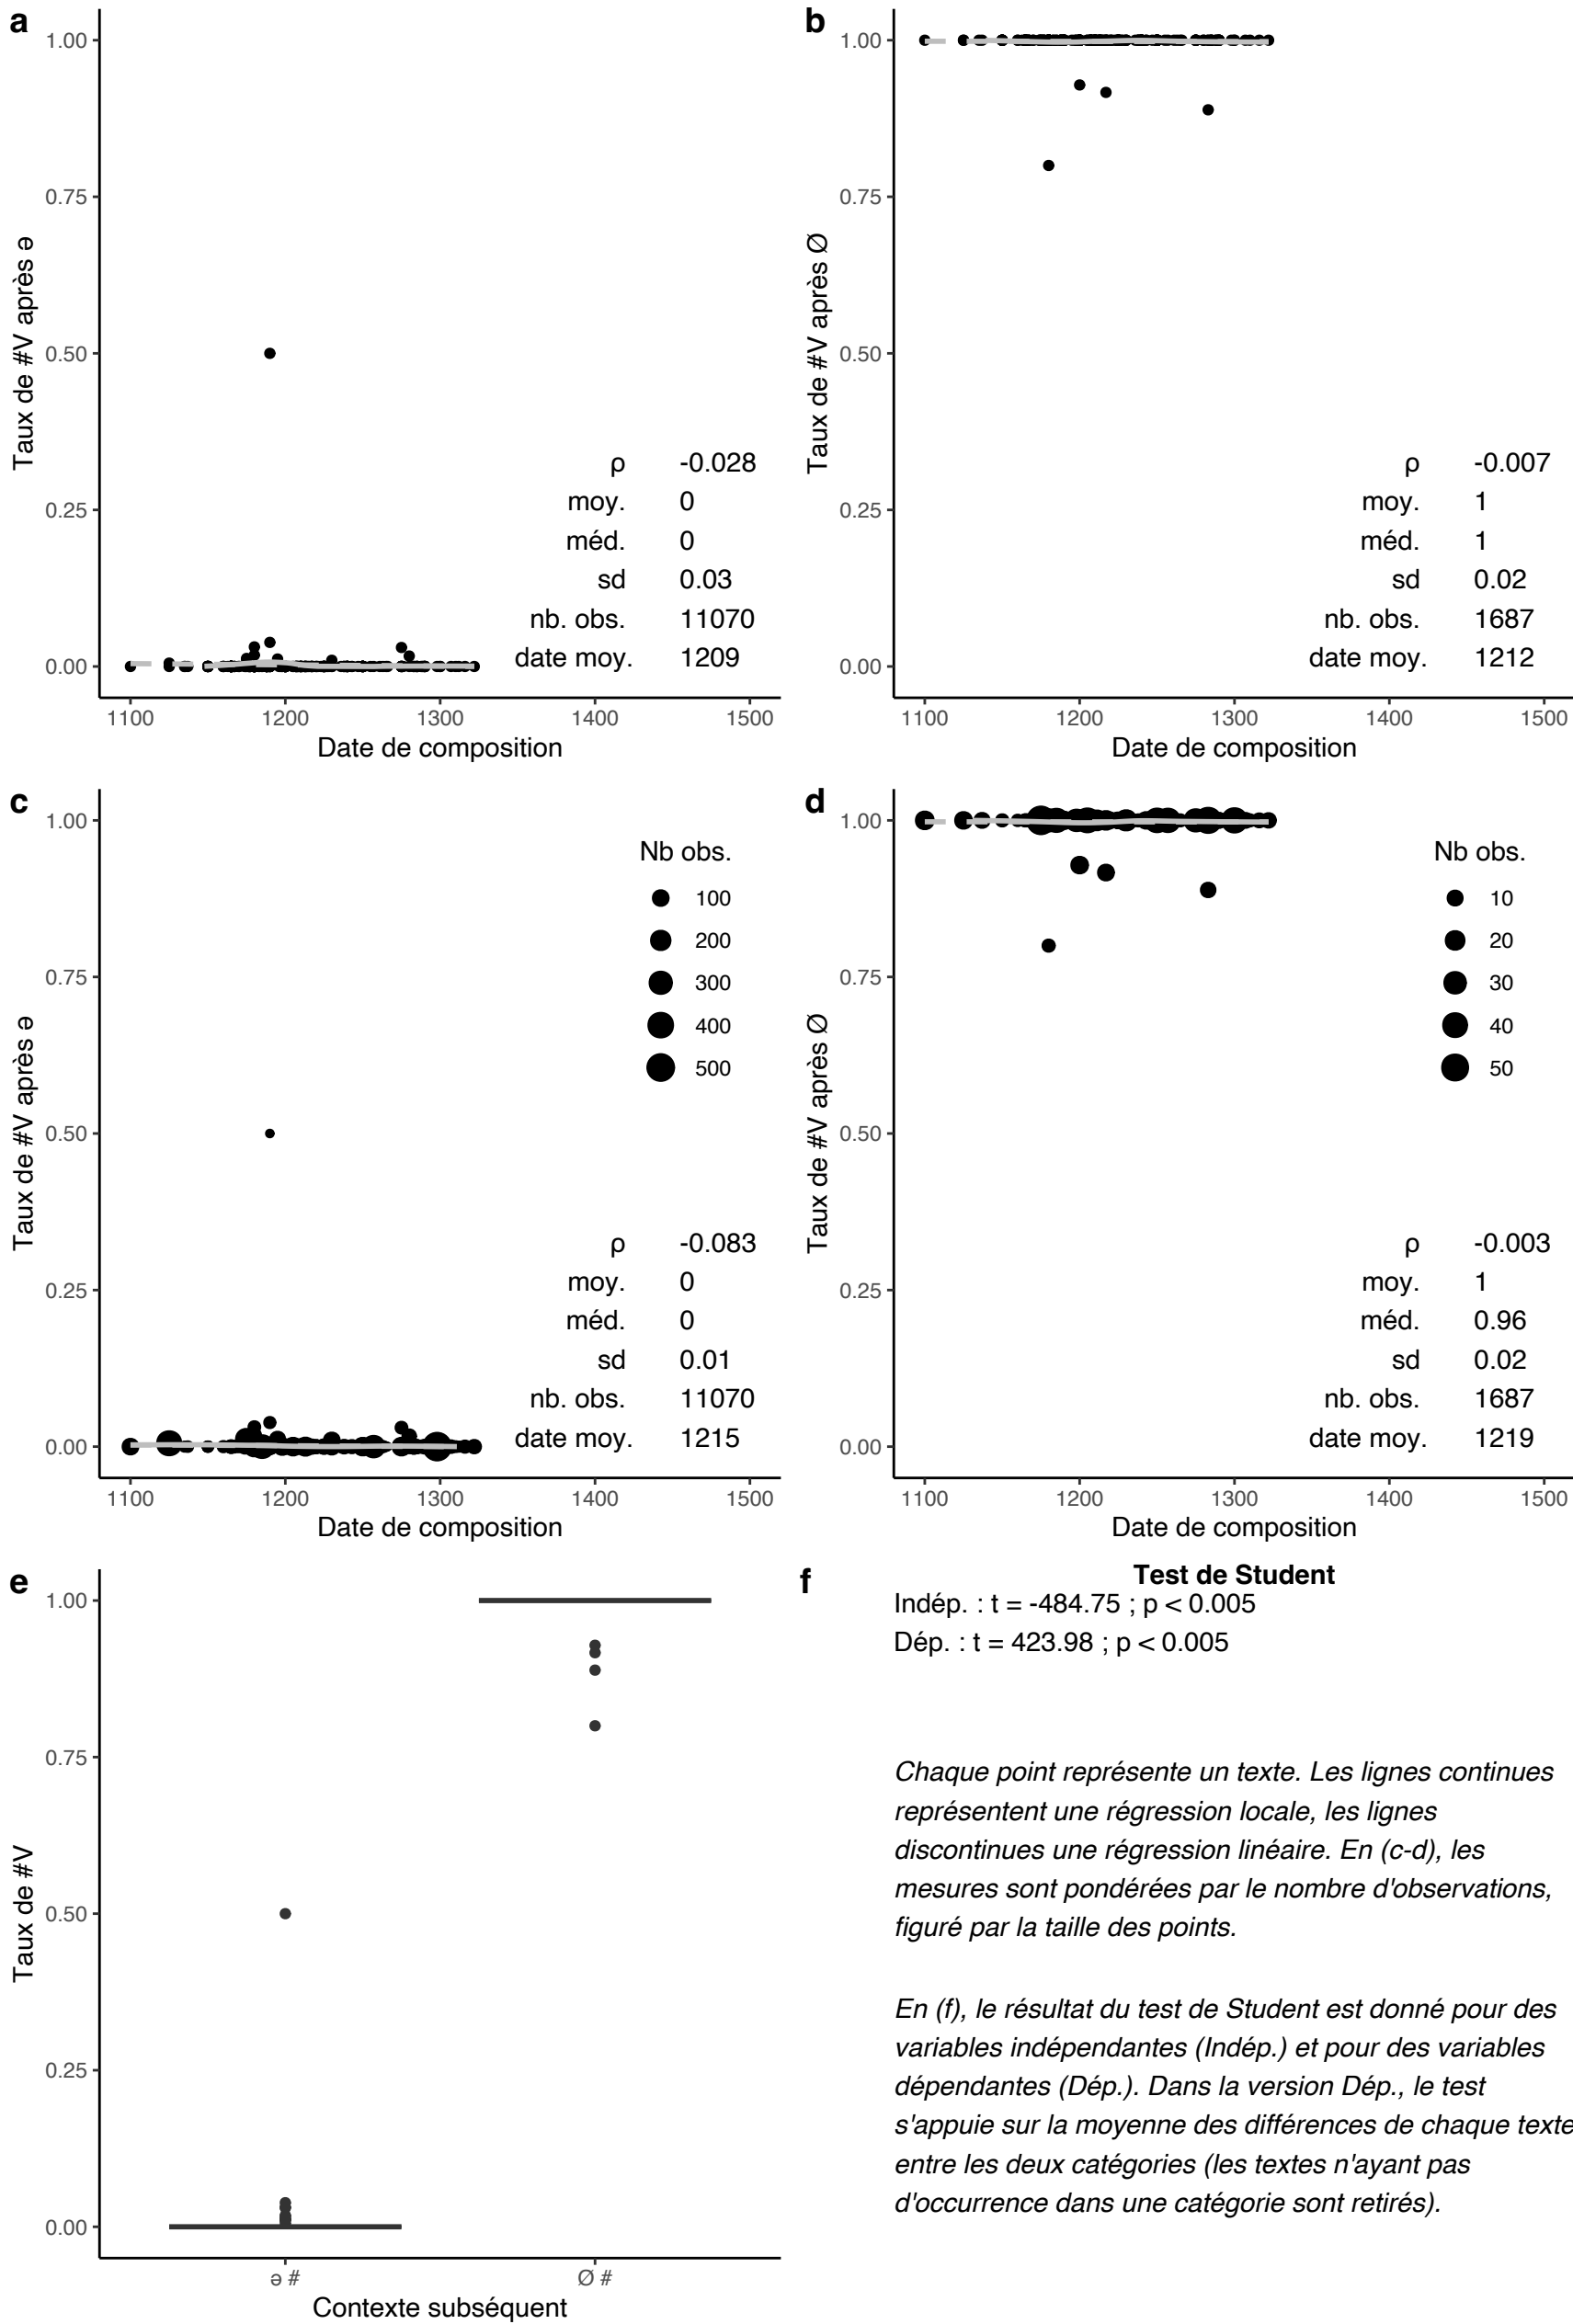 a
1.00
0.75
0.50
0.25
0.00
Taux de #V après ə
ρ -0.028
moy. 0
méd. 0
sd 0.03
nb. obs. 11070
date moy. 1209
1100 1200 1300 1400 1500
Date de composition
b
1.00
0.75
0.50
0.25
0.00
Taux de #V après Ø
ρ -0.007
moy. 1
méd. 1
sd 0.02
nb. obs. 1687
date moy. 1212
1100 1200 1300 1400 1500
Date de composition
c
1.00
0.75
0.50
0.25
0.00
Taux de #V après ə
Nb obs.
100
200
300
400
500
ρ -0.083
moy. 0
méd. 0
sd 0.01
nb. obs. 11070
date moy. 1215
1100 1200 1300 1400 1500
Date de composition
d
1.00
0.75
0.50
0.25
0.00
Taux de #V après Ø
Nb obs.
10
20
30
40
50
ρ -0.003
moy. 1
méd. 0.96
sd 0.02
nb. obs. 1687
date moy. 1219
1100 1200 1300 1400 1500
Date de composition
e
1.00
0.75
0.50
0.25
0.00
Taux de #V
ə # Ø #
Contexte subséquent
f
Test de Student
Indép. : t = -484.75 ; p < 0.005
Dép. : t = 423.98 ; p < 0.005
Chaque point représente un texte. Les lignes continues
représentent une régression locale, les lignes
discontinues une régression linéaire. En (c-d), les
mesures sont pondérées par le nombre d'observations,
figuré par la taille des points.
En (f), le résultat du test de Student est donné pour des
variables indépendantes (Indép.) et pour des variables
dépendantes (Dép.). Dans la version Dép., le test
s'appuie sur la moyenne des différences de chaque texte
entre les deux catégories (les textes n'ayant pas
d'occurrence dans une catégorie sont retirés).